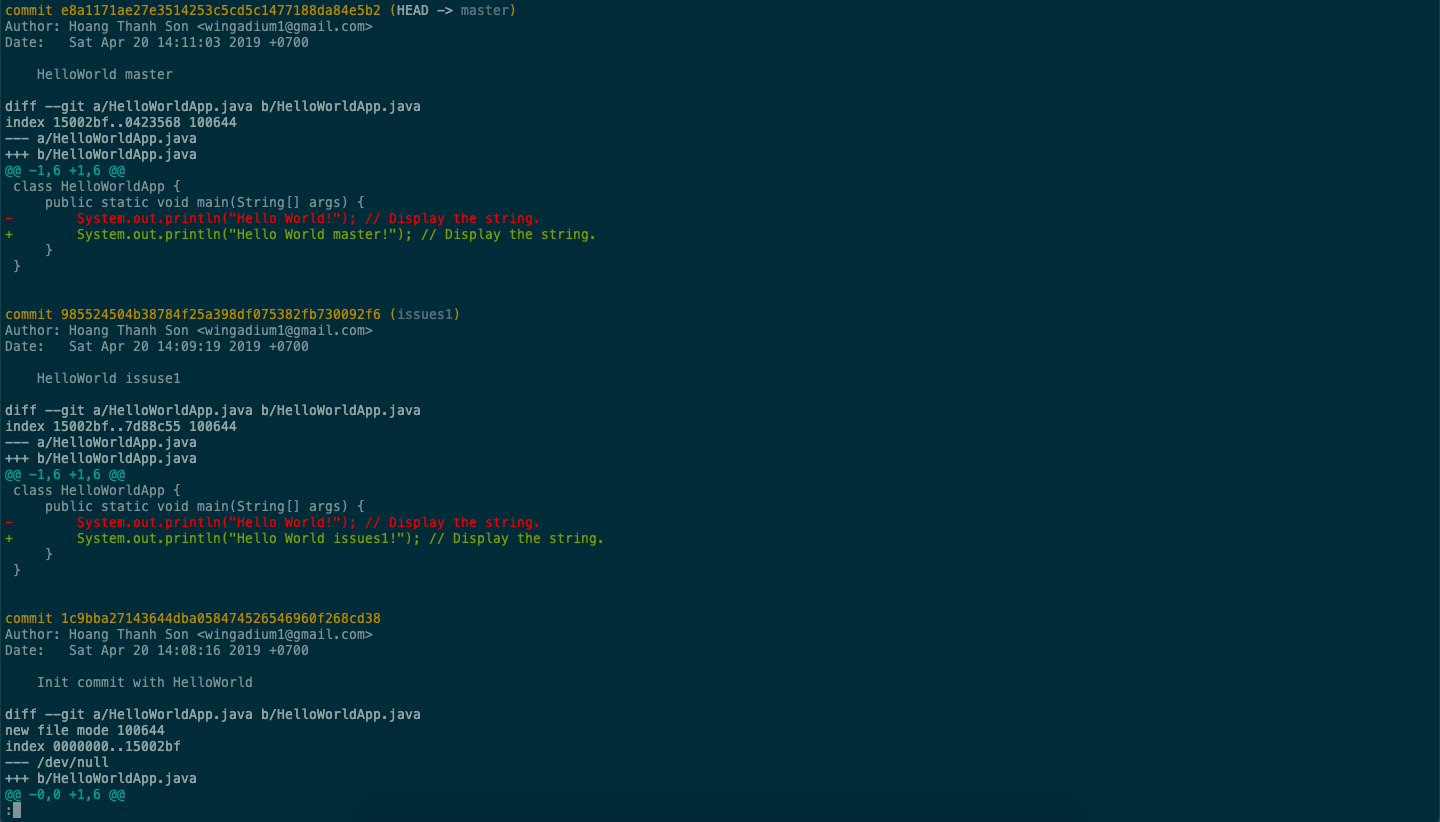 commit e8a1171ae27e3514253c5cd5c1477188da84e5b2 (HEAD -> master)
Author: Hoang Thanh Son <wingadium1@gmail.com>
Date:   Sat Apr 20 14:11:03 2019 +0700

    HelloWorld master

diff --git a/HelloWorldApp.java b/HelloWorldApp.java
index 15002bf..0423568 100644
--- a/HelloWorldApp.java
+++ b/HelloWorldApp.java
@@ -1,6 +1,6 @@
 class HelloWorldApp {
     public static void main(String[] args) {
-        System.out.println("Hello World!"); // Display the string.
+        System.out.println("Hello World master!"); // Display the string.
     }
 }

commit 985524504b38784f25a398df075382fb730092f6 (issues1)
Author: Hoang Thanh Son <wingadium1@gmail.com>
Date:   Sat Apr 20 14:09:19 2019 +0700

    HelloWorld issuse1

diff --git a/HelloWorldApp.java b/HelloWorldApp.java
index 15002bf..7d88c55 100644
--- a/HelloWorldApp.java
+++ b/HelloWorldApp.java
@@ -1,6 +1,6 @@
 class HelloWorldApp {
     public static void main(String[] args) {
-        System.out.println("Hello World!"); // Display the string.
+        System.out.println("Hello World issues1!"); // Display the string.
     }
 }

commit 1c9bba27143644dba058474526546960f268cd38
Author: Hoang Thanh Son <wingadium1@gmail.com>
Date:   Sat Apr 20 14:08:16 2019 +0700

    Init commit with HelloWorld

diff --git a/HelloWorldApp.java b/HelloWorldApp.java
new file mode 100644
index 0000000..15002bf
--- /dev/null
+++ b/HelloWorldApp.java
@@ -0,0 +1,6 @@
: